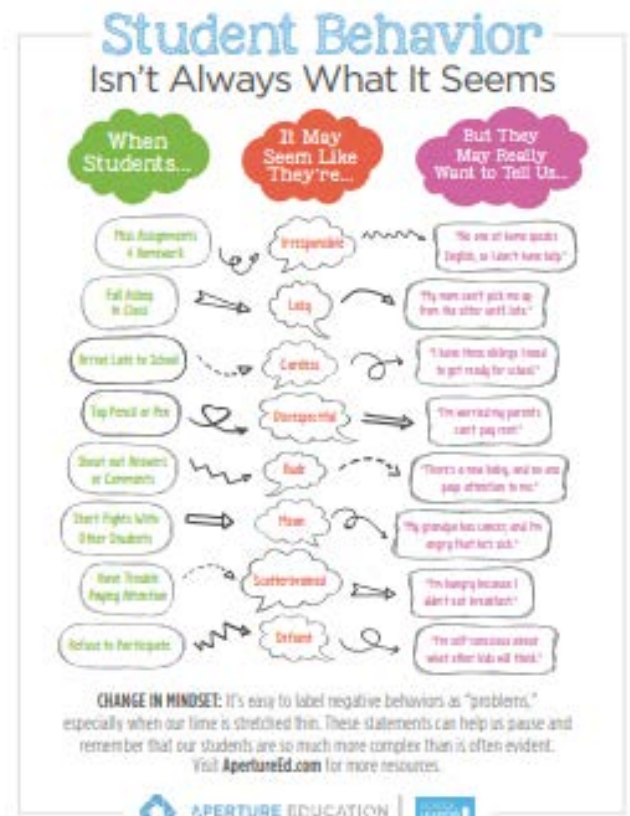 Student Behavior
Isn't Always What It Seems
When
Students...
It May
Seem Like
They're...
But They
May Really
Want to Tell Us...
Miss Assignments
& Homework
Irresponsible
"No one at home speaks
English, so I don't have help."
Fall Asleep
In Class
Lazy
"My mom can't pick me up
from the sitter until late."
Arrive Late to School
Careless
"I have three siblings I need
to get ready for school."
Tap Pencil or Pen
Disrespectful
"I'm worried my parents
can't pay rent."
Shout out Answers
or Comments
Rude
"There's a new baby, and no one
pays attention to me."
Start Fights With
Other Students
Mean
"My grandpa has cancer, and I'm
angry that he's sick."
Have Trouble
Paying Attention
Scatterbrained
"I'm hungry because I
didn't eat breakfast."
Refuse to Participate
Defiant
"I'm self-conscious about
what other kids will think."
CHANGE IN MINDSET: It's easy to label negative behaviors as "problems,"
especially when our time is stretched thin. These statements can help us pause and
remember that our students are so much more complex than is often evident.
Visit ApertureEd.com for more resources.
APERTURE EDUCATION